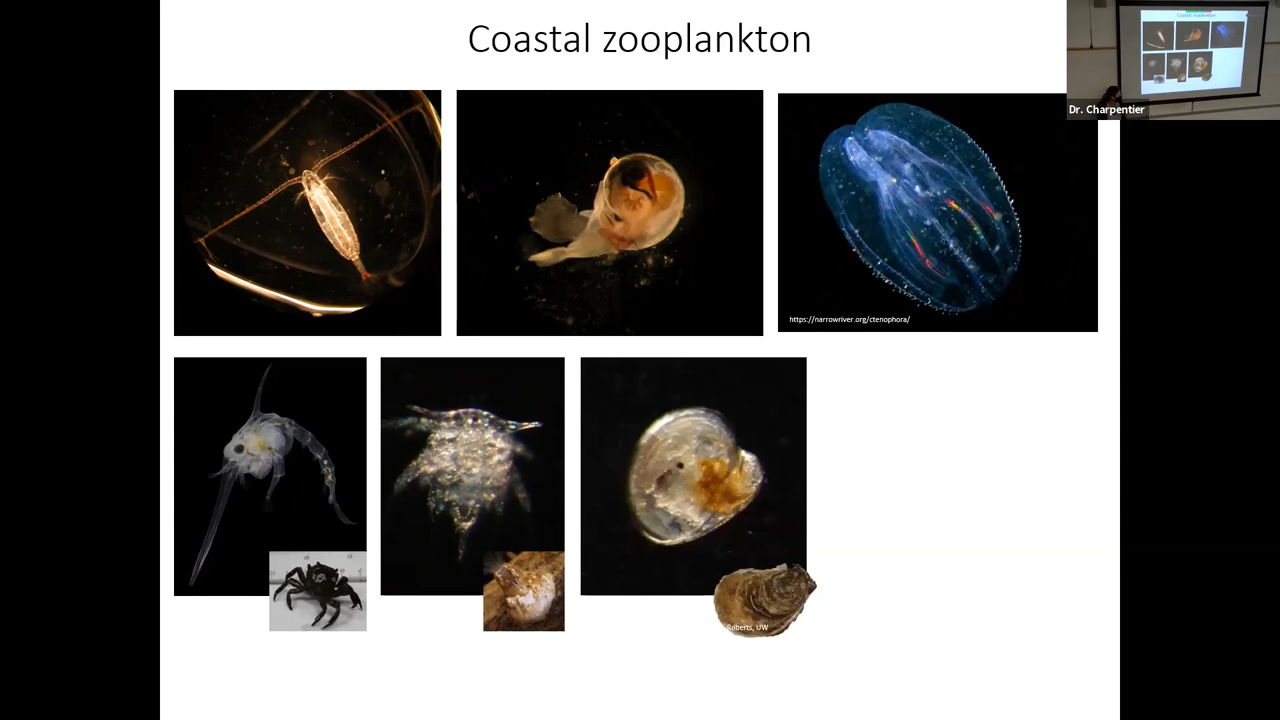 Coastal zooplankton
Dr. Charpentier
https://narrowriver.org/ctenophora/
Roberts, UW